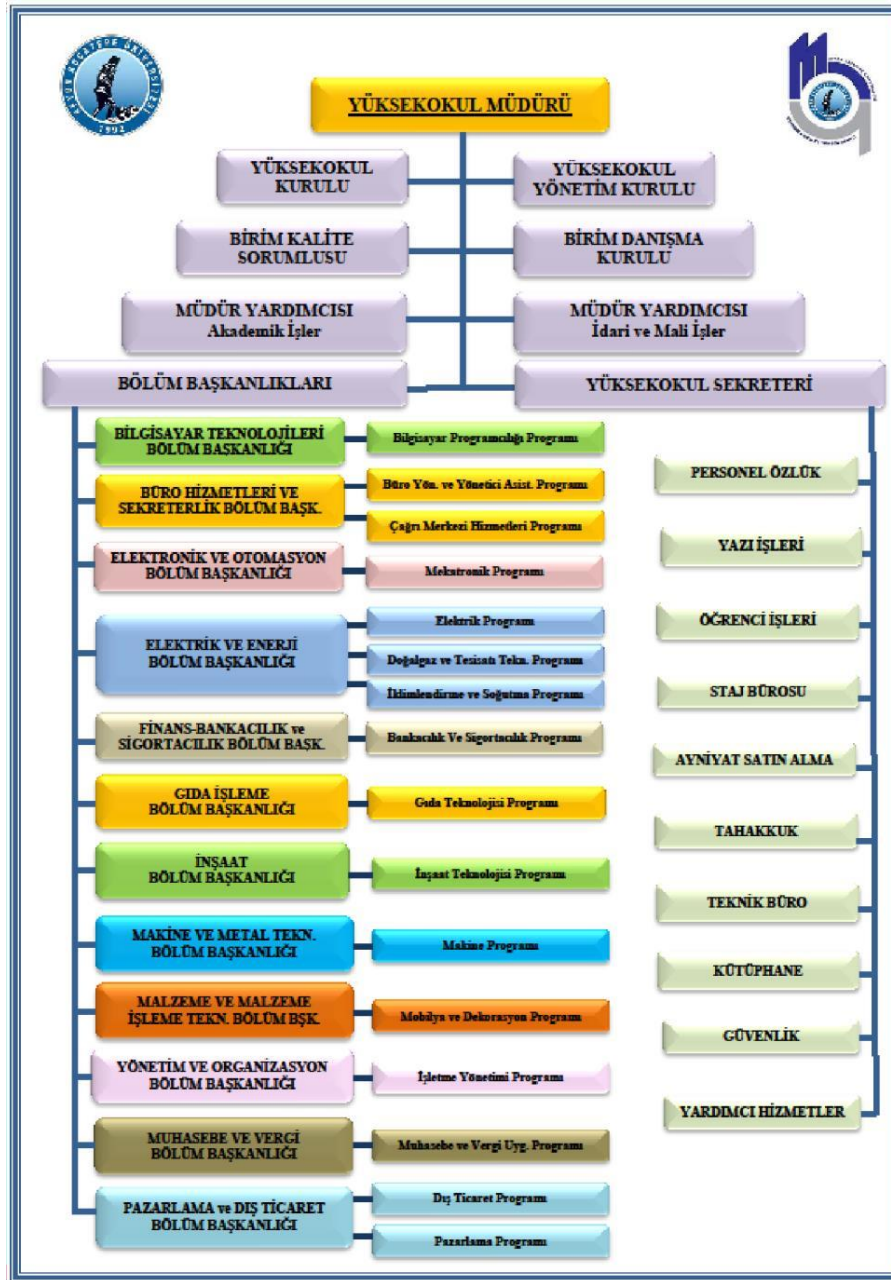 AFYON KOCATEPE ÜNİVERSİTESİ
1992
YÜKSEKOKUL MÜDÜRÜ
YÜKSEKOKUL
KURULU
YÜKSEKOKUL
YÖNETİM KURULU
BİRİM KALİTE
SORUMLUSU
BİRİM DANIŞMA
KURULU
MÜDÜR YARDIMCISI
Akademik İşler
MÜDÜR YARDIMCISI
İdari ve Mali İşler
BÖLÜM BAŞKANLIKLARI
YÜKSEKOKUL SEKRETERİ
BİLGİSAYAR TEKNOLOJİLERİ
BÖLÜM BAŞKANLIĞI
Bilgisayar Programcılığı Programı
BÜRO HİZMETLERİ VE
SEKRETERLİK BÖLÜM BAŞK.
Büro Yön. ve Yönetici Asist. Programı
Çağrı Merkezi Hizmetleri Programı
ELEKTRONİK VE OTOMASYON
BÖLÜM BAŞKANLIĞI
Mekatronik Programı
ELEKTRİK VE ENERJİ
BÖLÜM BAŞKANLIĞI
Elektrik Programı
Doğalgaz ve Tesisatı Tekn. Programı
İklimlendirme ve Soğutma Programı
FİNANS-BANKACILIK ve
SİGORTACILIK BÖLÜM BAŞK.
Bankacılık Ve Sigortacılık Programı
GIDA İŞLEME
BÖLÜM BAŞKANLIĞI
Gıda Teknolojisi Programı
İNŞAAT
BÖLÜM BAŞKANLIĞI
İnşaat Teknolojisi Programı
MAKİNE VE METAL TEKN.
BÖLÜM BAŞKANLIĞI
Makine Programı
MALZEME VE MALZEME
İŞLEME TEKN. BÖLÜM BŞK.
Mobilya ve Dekorasyon Programı
YÖNETİM VE ORGANİZASYON
BÖLÜM BAŞKANLIĞI
İşletme Yönetimi Programı
MUHASEBE VE VERGİ
BÖLÜM BAŞKANLIĞI
Muhasebe ve Vergi Uyg. Programı
PAZARLAMA ve DIŞ TİCARET
BÖLÜM BAŞKANLIĞI
Dış Ticaret Programı
Pazarlama Programı
PERSONEL ÖZLÜK
YAZI İŞLERİ
ÖĞRENCİ İŞLERİ
STAJ BÜROSU
AYNİYAT SATIN ALMA
TAHAKKUK
TEKNİK BÜRO
KÜTÜPHANE
GÜVENLİK
YARDIMCI HİZMETLER